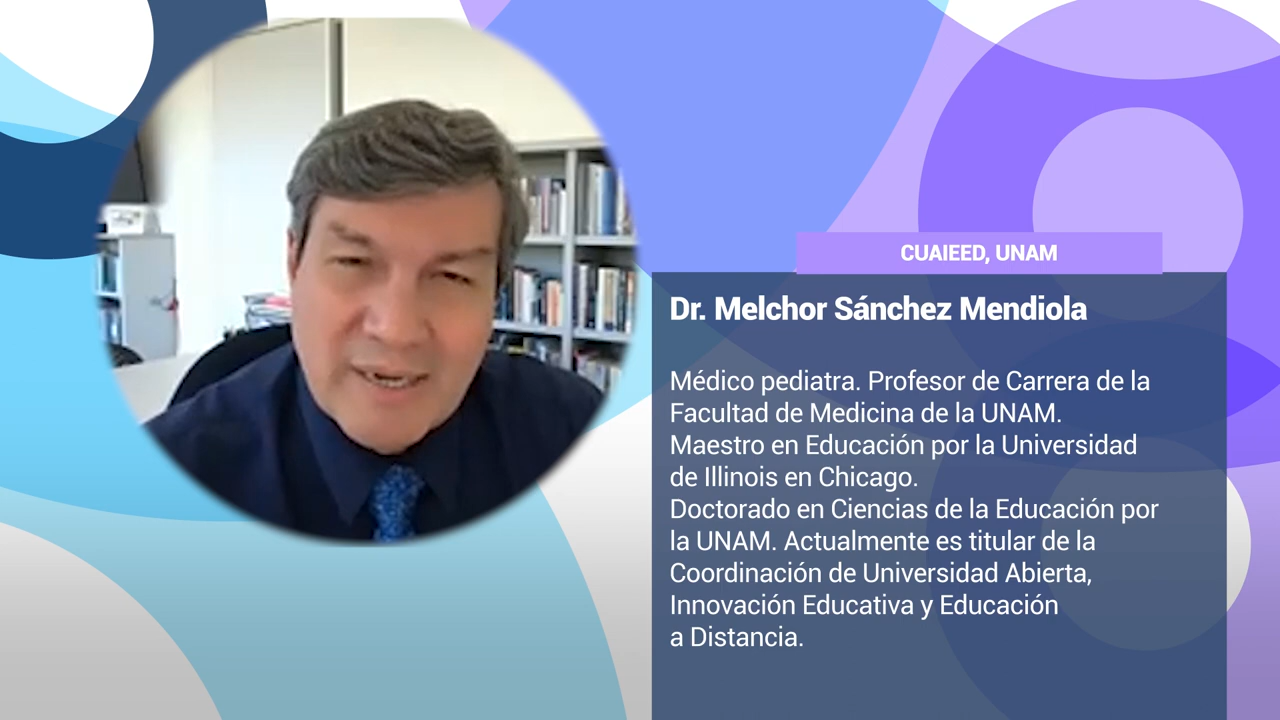 CUAIEED, UNAM
Dr. Melchor Sánchez Mendiola
Médico pediatra. Profesor de Carrera de la
Facultad de Medicina de la UNAM.
Maestro en Educación por la Universidad
de Illinois en Chicago.
Doctorado en Ciencias de la Educación por
la UNAM. Actualmente es titular de la
Coordinación de Universidad Abierta,
Innovación Educativa y Educación
a Distancia.